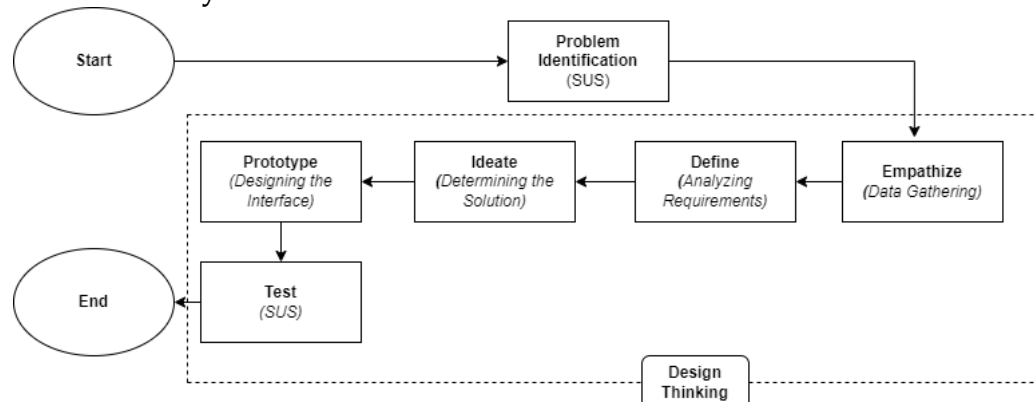 Start
Problem
Identification
(SUS)
Prototype
(Designing the
Interface)
Ideate
(Determining the
Solution)
Define
(Analyzing
Requirements)
Empathize
(Data Gathering)
End
Test
(SUS)
Design
Thinking